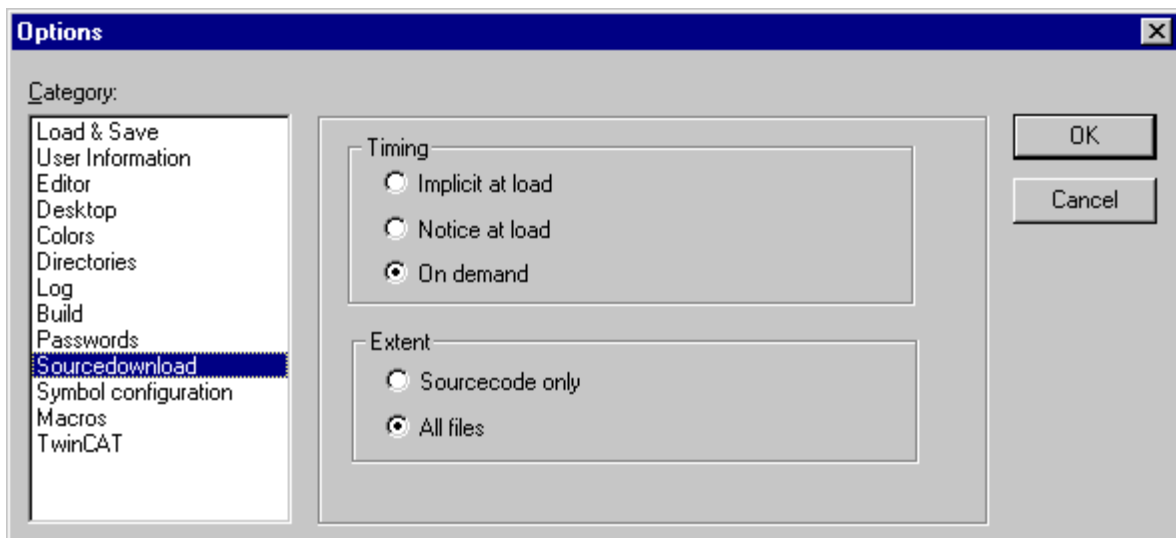 Options
Category:
Load & Save
User Information
Editor
Desktop
Colors
Directories
Log
Build
Passwords
Sourcedownload
Symbol configuration
Macros
TwinCAT
Timing
Implicit at load
Notice at load
On demand
Extent
Sourcecode only
All files
OK
Cancel